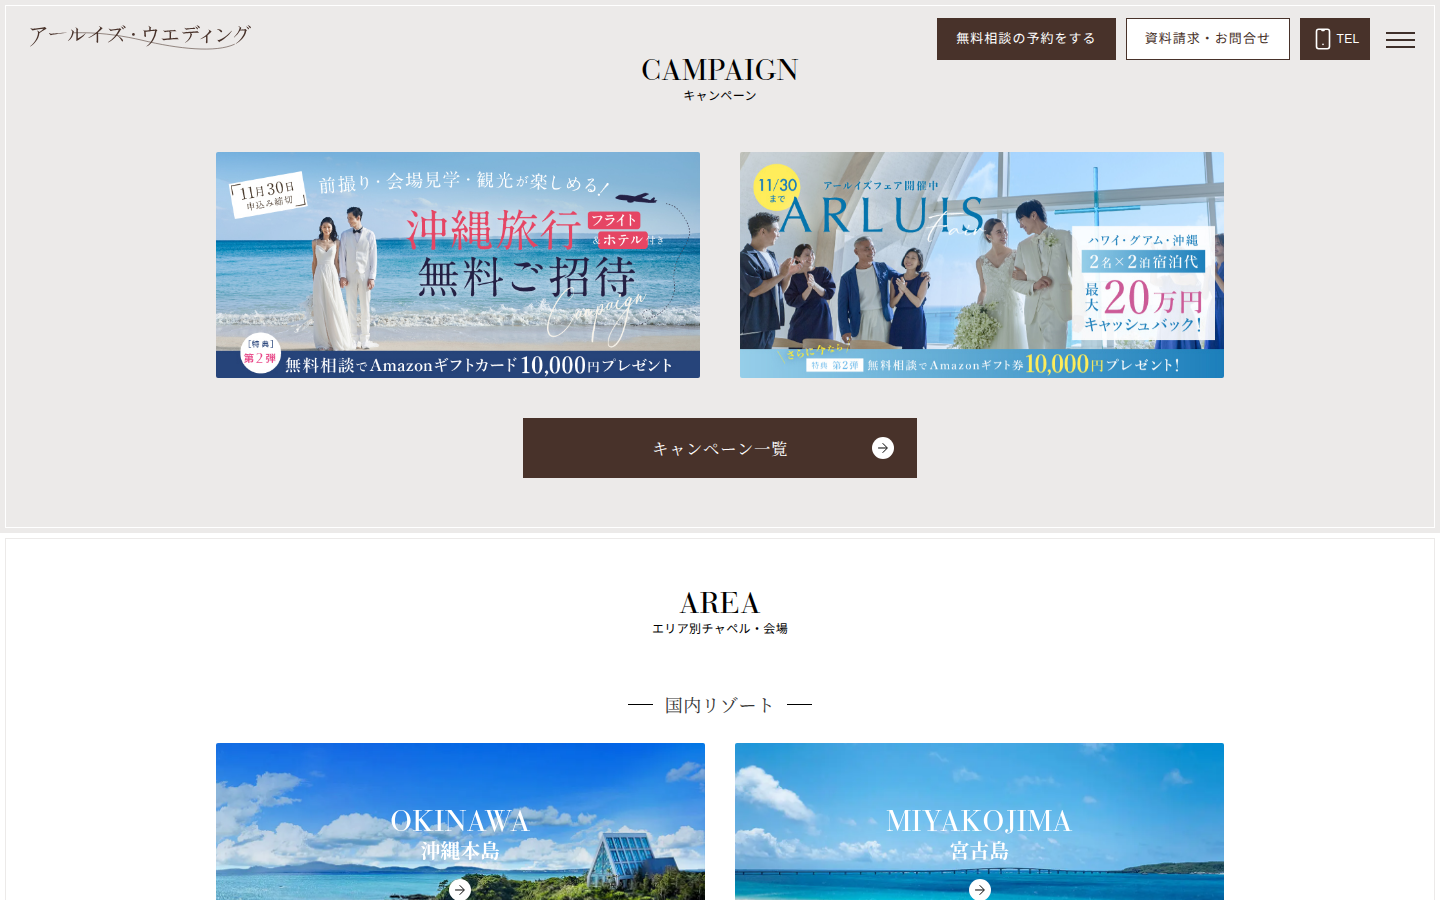 アールイズ・ウエディング
無料相談の予約をする
資料請求・お問合せ
TEL
CAMPAIGN
キャンペーン
11月30日
申込み締切
前撮り・会場見学・観光が楽しめる!
沖縄旅行
フライト
&ホテル付き
無料ご招待
Campaign
[特典]
第2弾
無料相談でAmazonギフトカード10,000円プレゼント
11/30
まで
アールイズフェア開催中
ARLUIS
Fair
ハワイ・グアム・沖縄
2名×2泊宿泊代
最大20万円
キャッシュバック!
さらに今なら!
特典 第2弾
無料相談でAmazonギフト券10,000円プレゼント!
キャンペーン一覧
AREA
エリア別チャペル・会場
国内リゾート
OKINAWA
沖縄本島
MIYAKOJIMA
宮古島